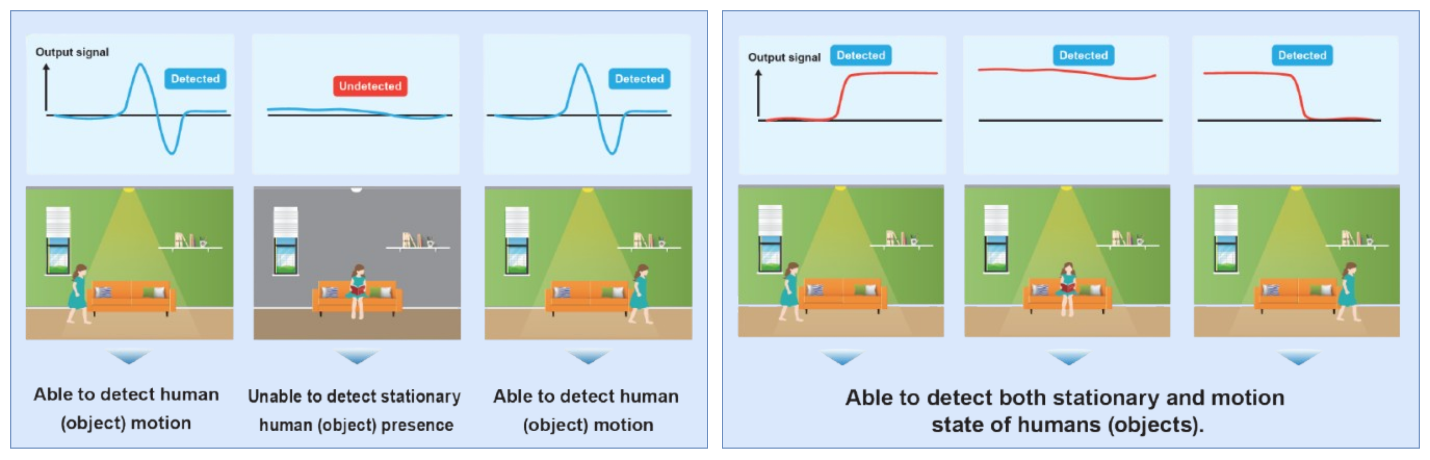 Output signal
Detected
Undetected
Detected
Able to detect human
(object) motion
Unable to detect stationary
human (object) presence
Able to detect human
(object) motion
Output signal
Detected
Detected
Detected
Able to detect both stationary and motion
state of humans (objects).